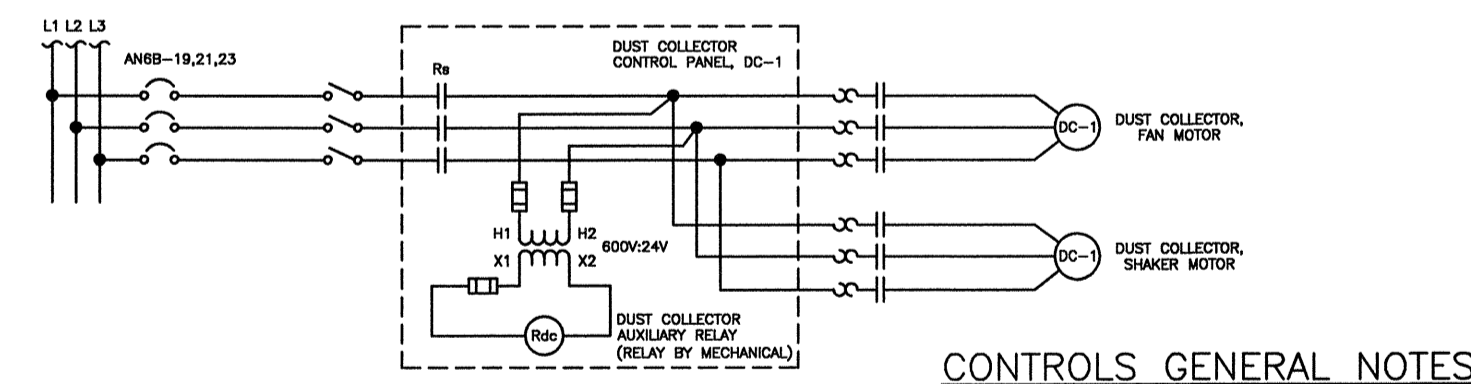 L1 L2 L3
AN6B-19,21,23
DUST COLLECTOR
CONTROL PANEL, DC-1
Rs
DC-1
DUST COLLECTOR,
FAN MOTOR
H1
H2
600V:24V
X1
X2
DC-1
DUST COLLECTOR,
SHAKER MOTOR
Rdc
DUST COLLECTOR
AUXILIARY RELAY
(RELAY BY MECHANICAL)
CONTROLS GENERAL NOTES